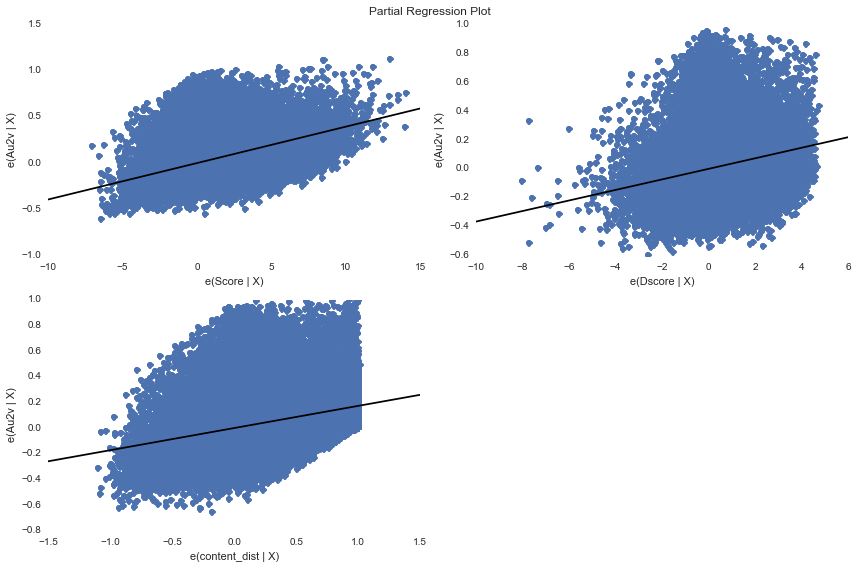 Partial Regression Plot
1.5
1.0
0.5
0.0
−0.5
−1.0
e(Au2v | X)
−10 −5 0 5 10 15
e(Score | X)
1.0
0.8
0.6
0.4
0.2
0.0
−0.2
−0.4
−0.6
e(Au2v | X)
−10 −8 −6 −4 −2 0 2 4 6
e(Dscore | X)
1.0
0.8
0.6
0.4
0.2
0.0
−0.2
−0.4
−0.6
−0.8
e(Au2v | X)
−1.5 −1.0 −0.5 0.0 0.5 1.0 1.5
e(content_dist | X)